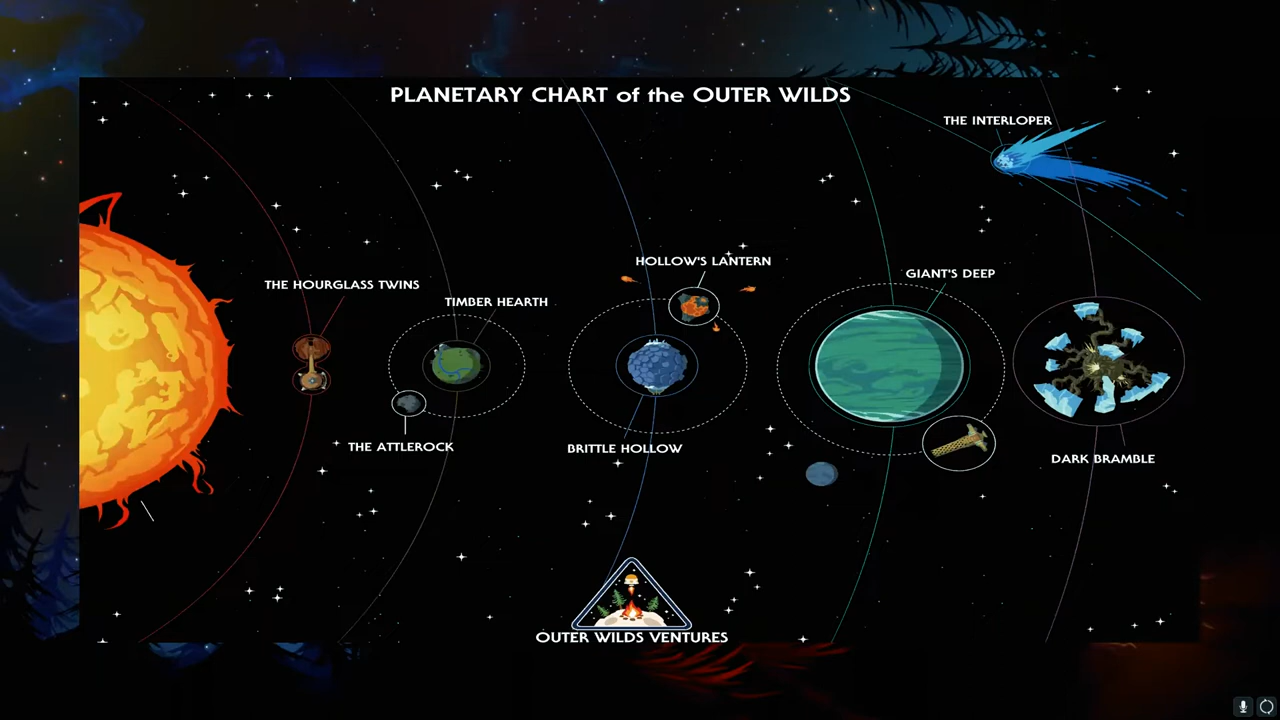 PLANETARY CHART of the OUTER WILDS
THE INTERLOPER
HOLLOW'S LANTERN
GIANT'S DEEP
THE HOURGLASS TWINS
TIMBER HEARTH
THE ATTLEROCK
BRITTLE HOLLOW
DARK BRAMBLE
OUTER WILDS VENTURES